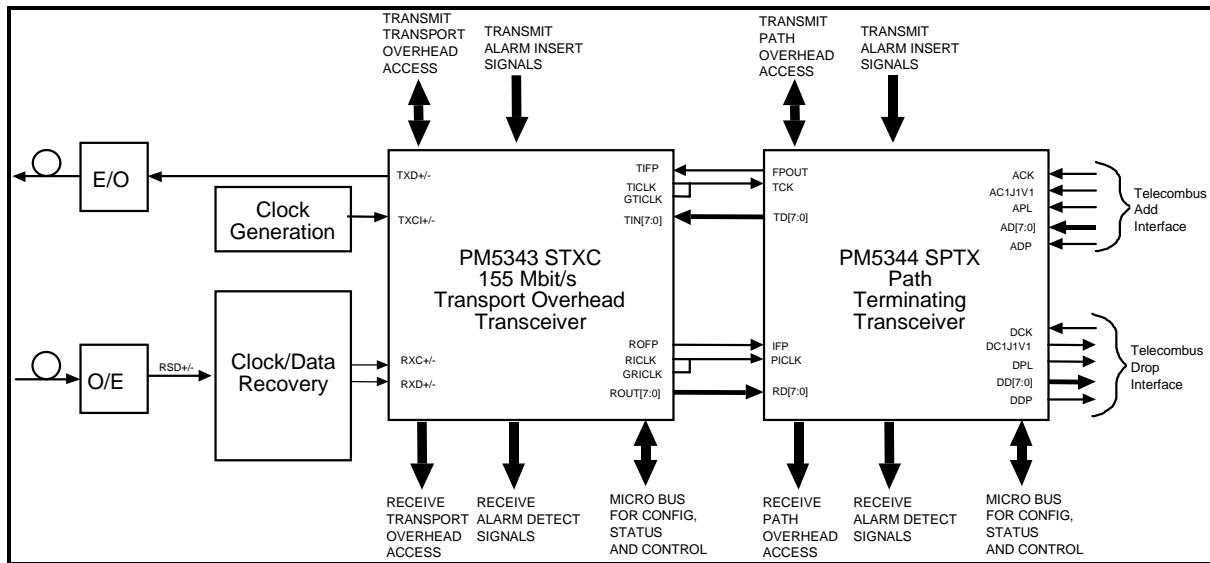 TRANSMIT
TRANSPORT
OVERHEAD
ACCESS
TRANSMIT
ALARM INSERT
SIGNALS
TRANSMIT
PATH
OVERHEAD
ACCESS
TRANSMIT
ALARM INSERT
SIGNALS
E/O
Clock
Generation
O/E
RSD+/-
Clock/Data
Recovery
TXD+/-
TXCI+/-
RXC+/-
RXD+/-
PM5343 STXC
155 Mbit/s
Transport Overhead
Transceiver
TIFP
TICLK
GTICLK
TIN[7:0]
ROFP
RICLK
GRICLK
ROUT[7:0]
FPOUT
TCK
TD[7:0]
IFP
PICLK
RD[7:0]
PM5344 SPTX
Path
Terminating
Transceiver
ACK
AC1J1V1
APL
AD[7:0]
ADP
DCK
DC1J1V1
DPL
DD[7:0]
DDP
Telecombus
Add
Interface
Telecombus
Drop
Interface
RECEIVE
TRANSPORT
OVERHEAD
ACCESS
RECEIVE
ALARM DETECT
SIGNALS
MICRO BUS
FOR CONFIG,
STATUS
AND CONTROL
RECEIVE
PATH
OVERHEAD
ACCESS
RECEIVE
ALARM DETECT
SIGNALS
MICRO BUS
FOR CONFIG,
STATUS
AND CONTROL